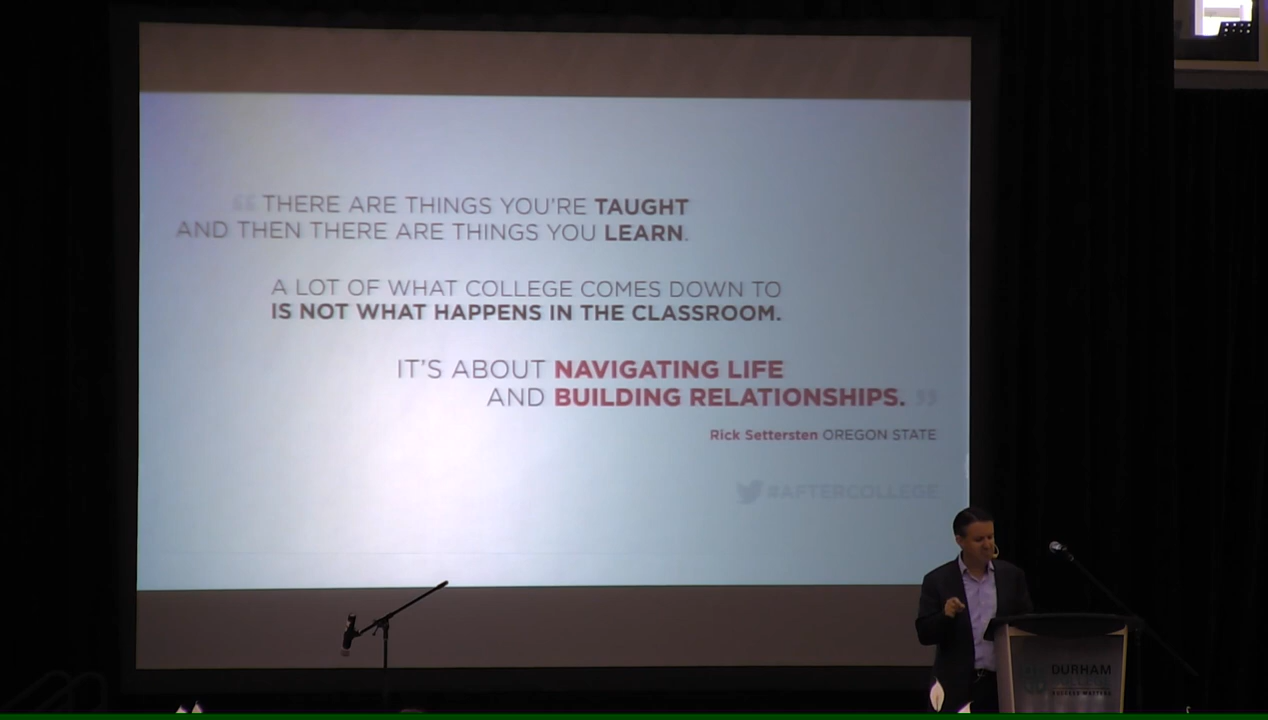 “ THERE ARE THINGS YOU'RE TAUGHT
AND THEN THERE ARE THINGS YOU LEARN.
A LOT OF WHAT COLLEGE COMES DOWN TO
IS NOT WHAT HAPPENS IN THE CLASSROOM.
IT'S ABOUT NAVIGATING LIFE
AND BUILDING RELATIONSHIPS. ”
Rick Settersten OREGON STATE
#AFTERCOLLEGE
DURHAM
SUCCESS MATTERS